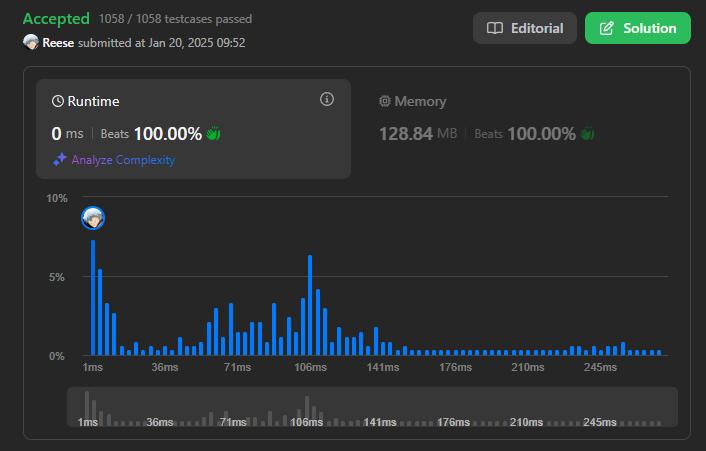 Accepted 1058 / 1058 testcases passed
Editorial
Solution
Reese submitted at Jan 20, 2025 09:52
Runtime
0 ms | Beats 100.00%
Analyze Complexity
Memory
128.84 MB | Beats 100.00%
10%
5%
0%
1ms 36ms 71ms 106ms 141ms 176ms 210ms 245ms
1ms 36ms 71ms 106ms 141ms 176ms 210ms 245ms